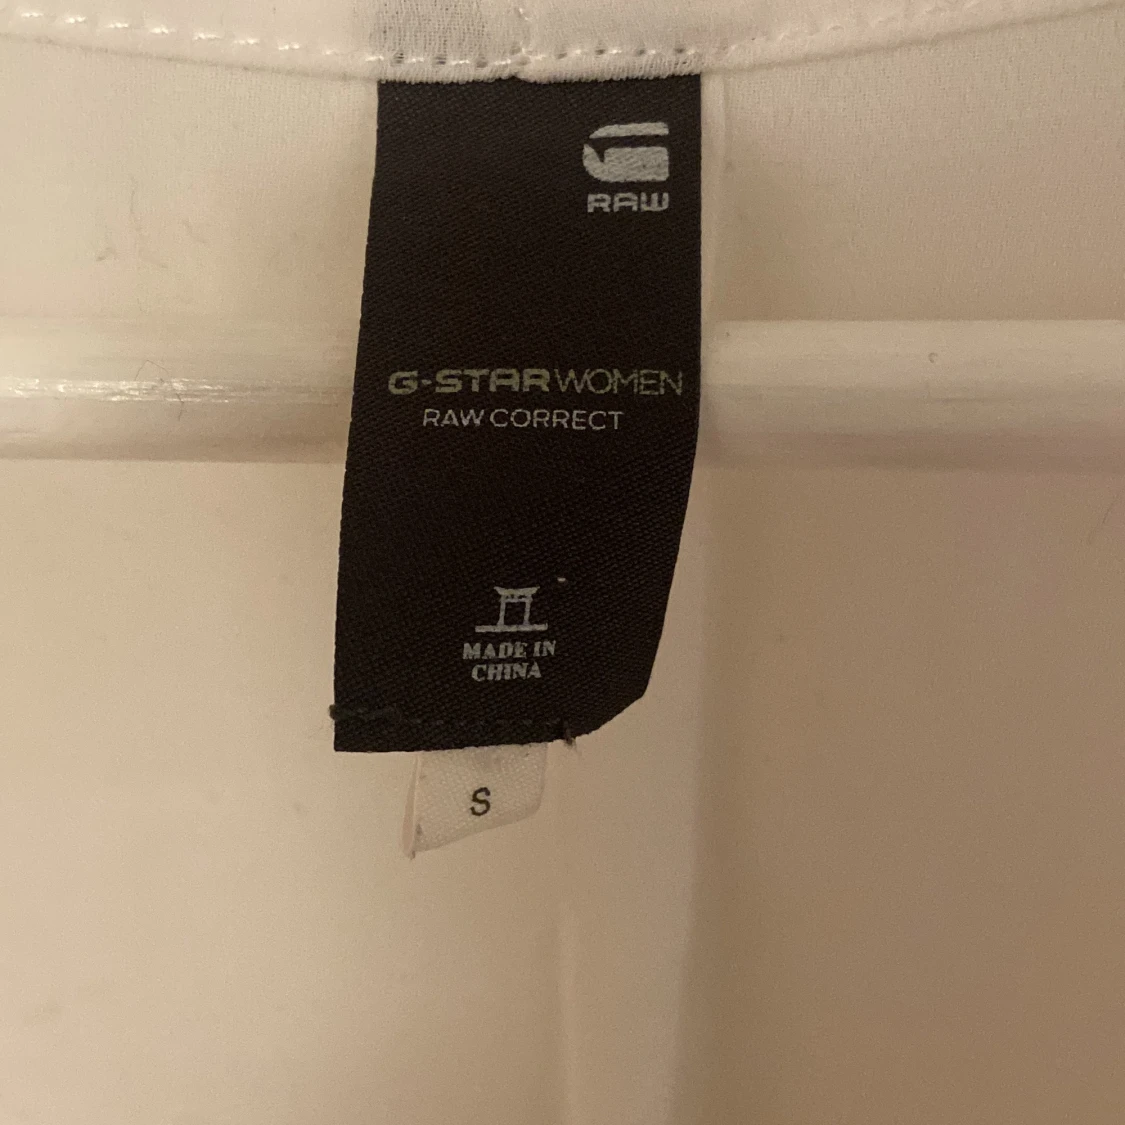 RAW
G-STAR WOMEN
RAW CORRECT
MADE IN
CHINA
S